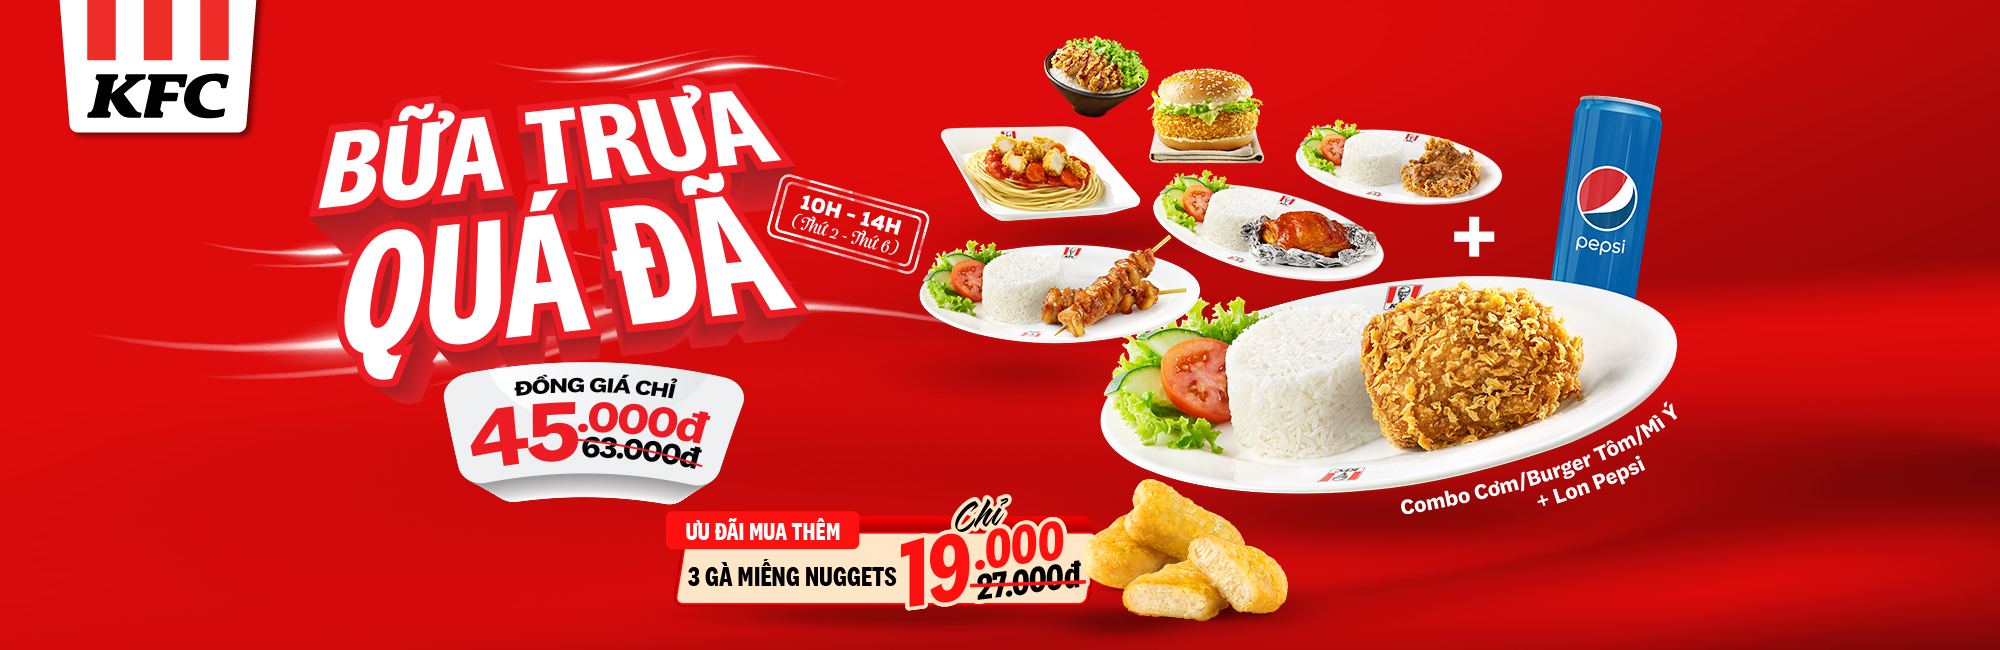 KFC
BỮA TRƯA
QUÁ ĐÃ
10H - 14H
(Thứ 2 - Thứ 6)
ĐỒNG GIÁ CHỈ
45.000đ
63.000đ
pepsi
Combo Cơm/Burger Tôm/Mì Ý
+ Lon Pepsi
ƯU ĐÃI MUA THÊM
3 GÀ MIẾNG NUGGETS
Chỉ
19.000
27.000đ